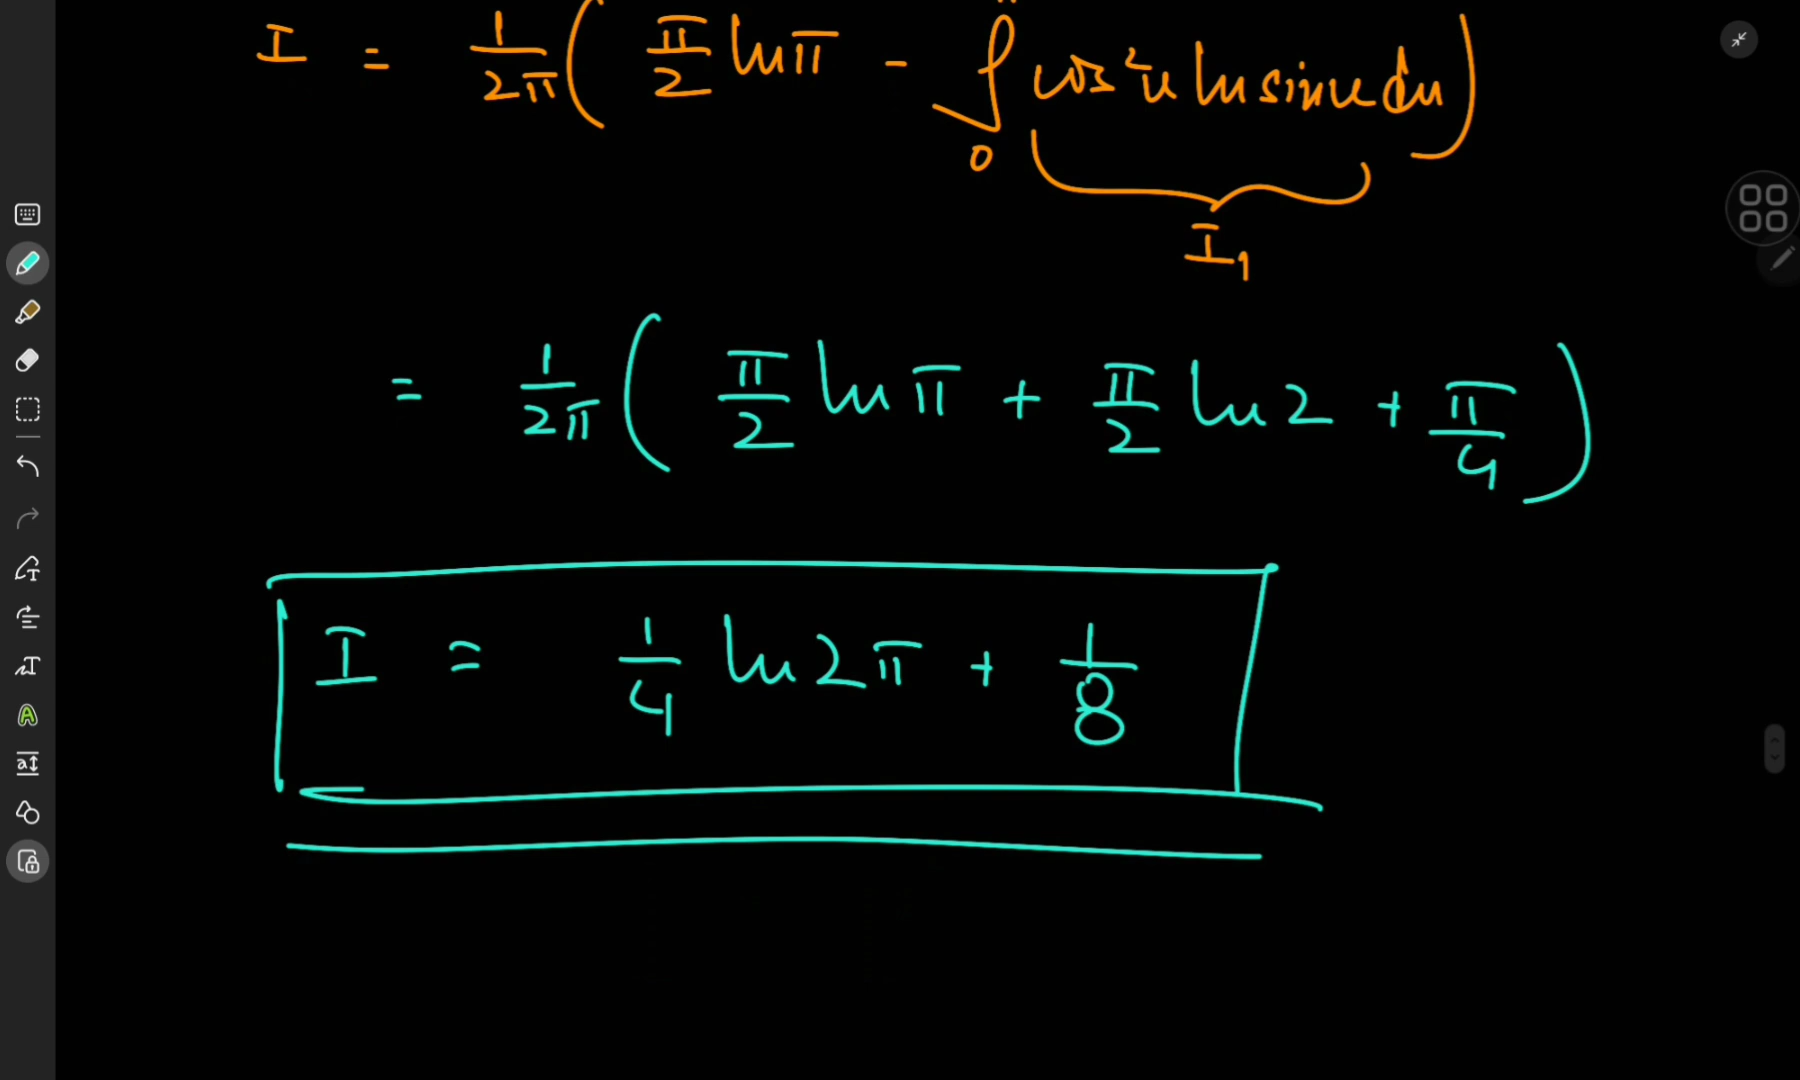 I = 1/2π ( π/2 ln π - ∫₀ cos²u ln sin u du )
I₁
= 1/2π ( π/2 ln π + π/2 ln 2 + π/4 )
I = 1/4 ln 2π + 1/8